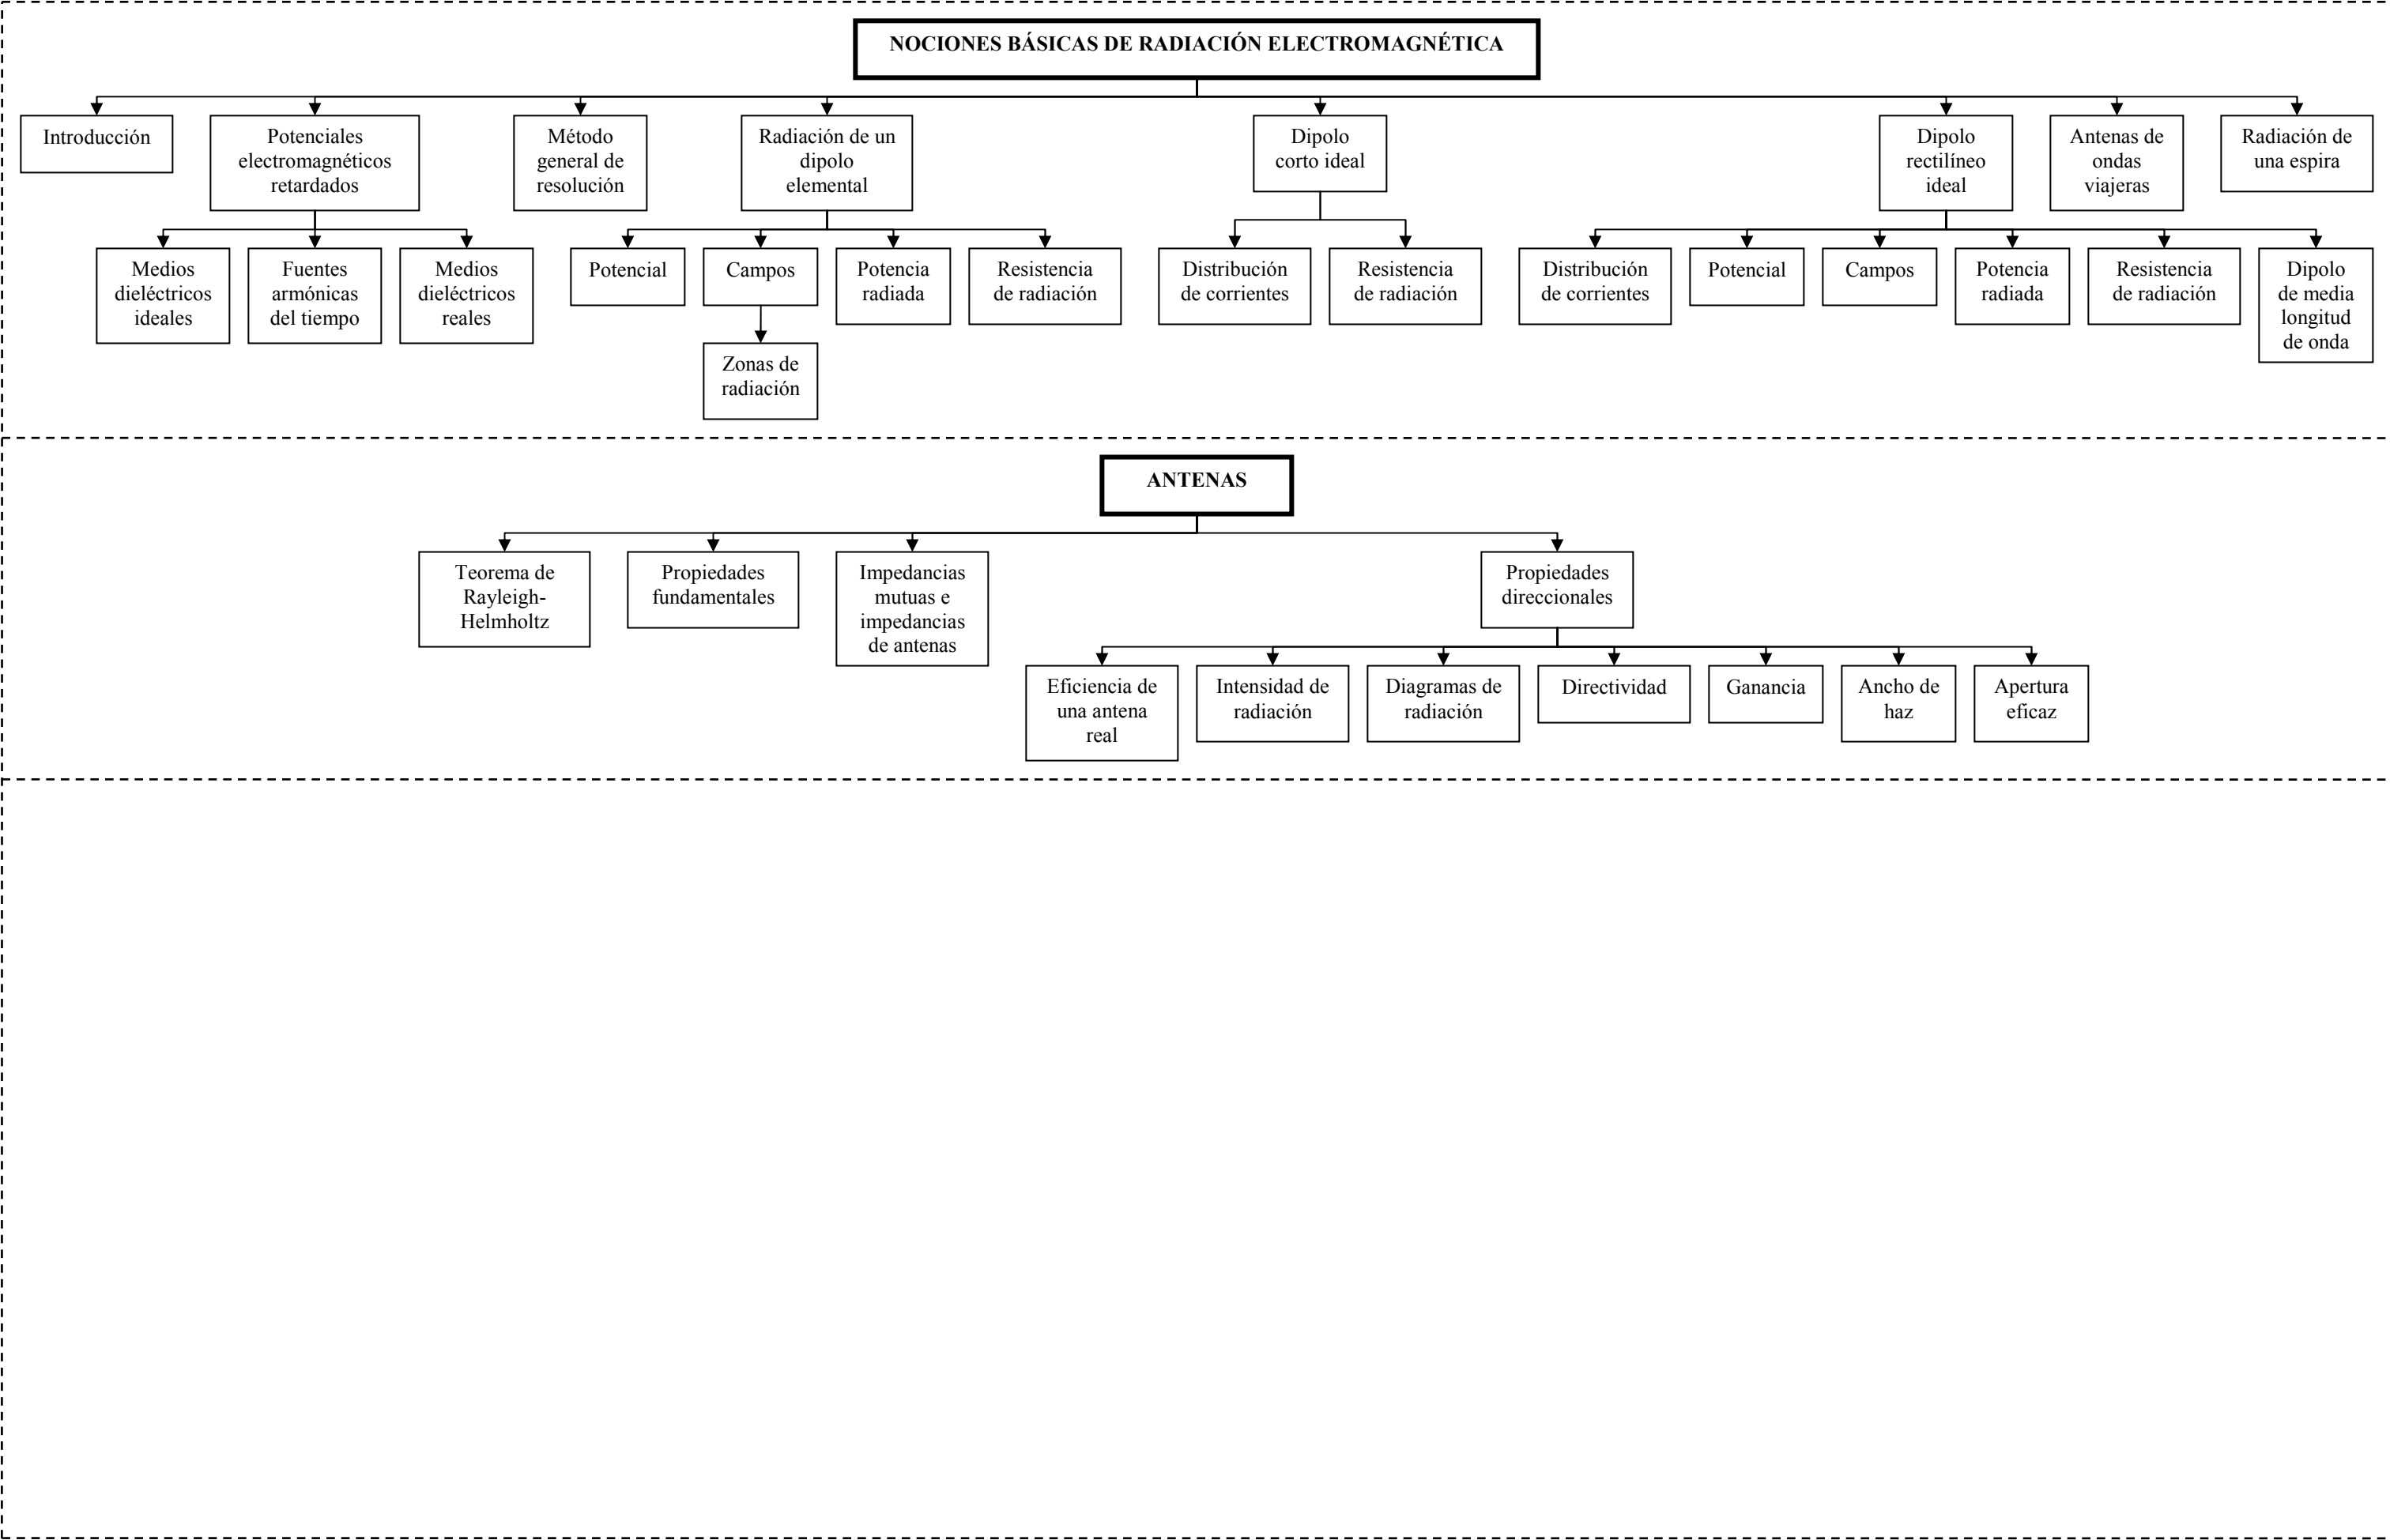 NOCIONES BÁSICAS DE RADIACIÓN ELECTROMAGNÉTICA
Introducción
Potenciales
electromagnéticos
retardados
Método
general de
resolución
Radiación de un
dipolo
elemental
Dipolo
corto ideal
Dipolo
rectilíneo
ideal
Antenas de
ondas
viajeras
Radiación de
una espira
Medios
dieléctricos
ideales
Fuentes
armónicas
del tiempo
Medios
dieléctricos
reales
Potencial
Campos
Potencia
radiada
Resistencia
de radiación
Distribución
de corrientes
Resistencia
de radiación
Distribución
de corrientes
Potencial
Campos
Potencia
radiada
Resistencia
de radiación
Dipolo
de media
longitud
de onda
Zonas de
radiación
ANTENAS
Teorema de
Rayleigh-
Helmholtz
Propiedades
fundamentales
Impedancias
mutuas e
impedancias
de antenas
Propiedades
direccionales
Eficiencia de
una antena
real
Intensidad de
radiación
Diagramas de
radiación
Directividad
Ganancia
Ancho de
haz
Apertura
eficaz